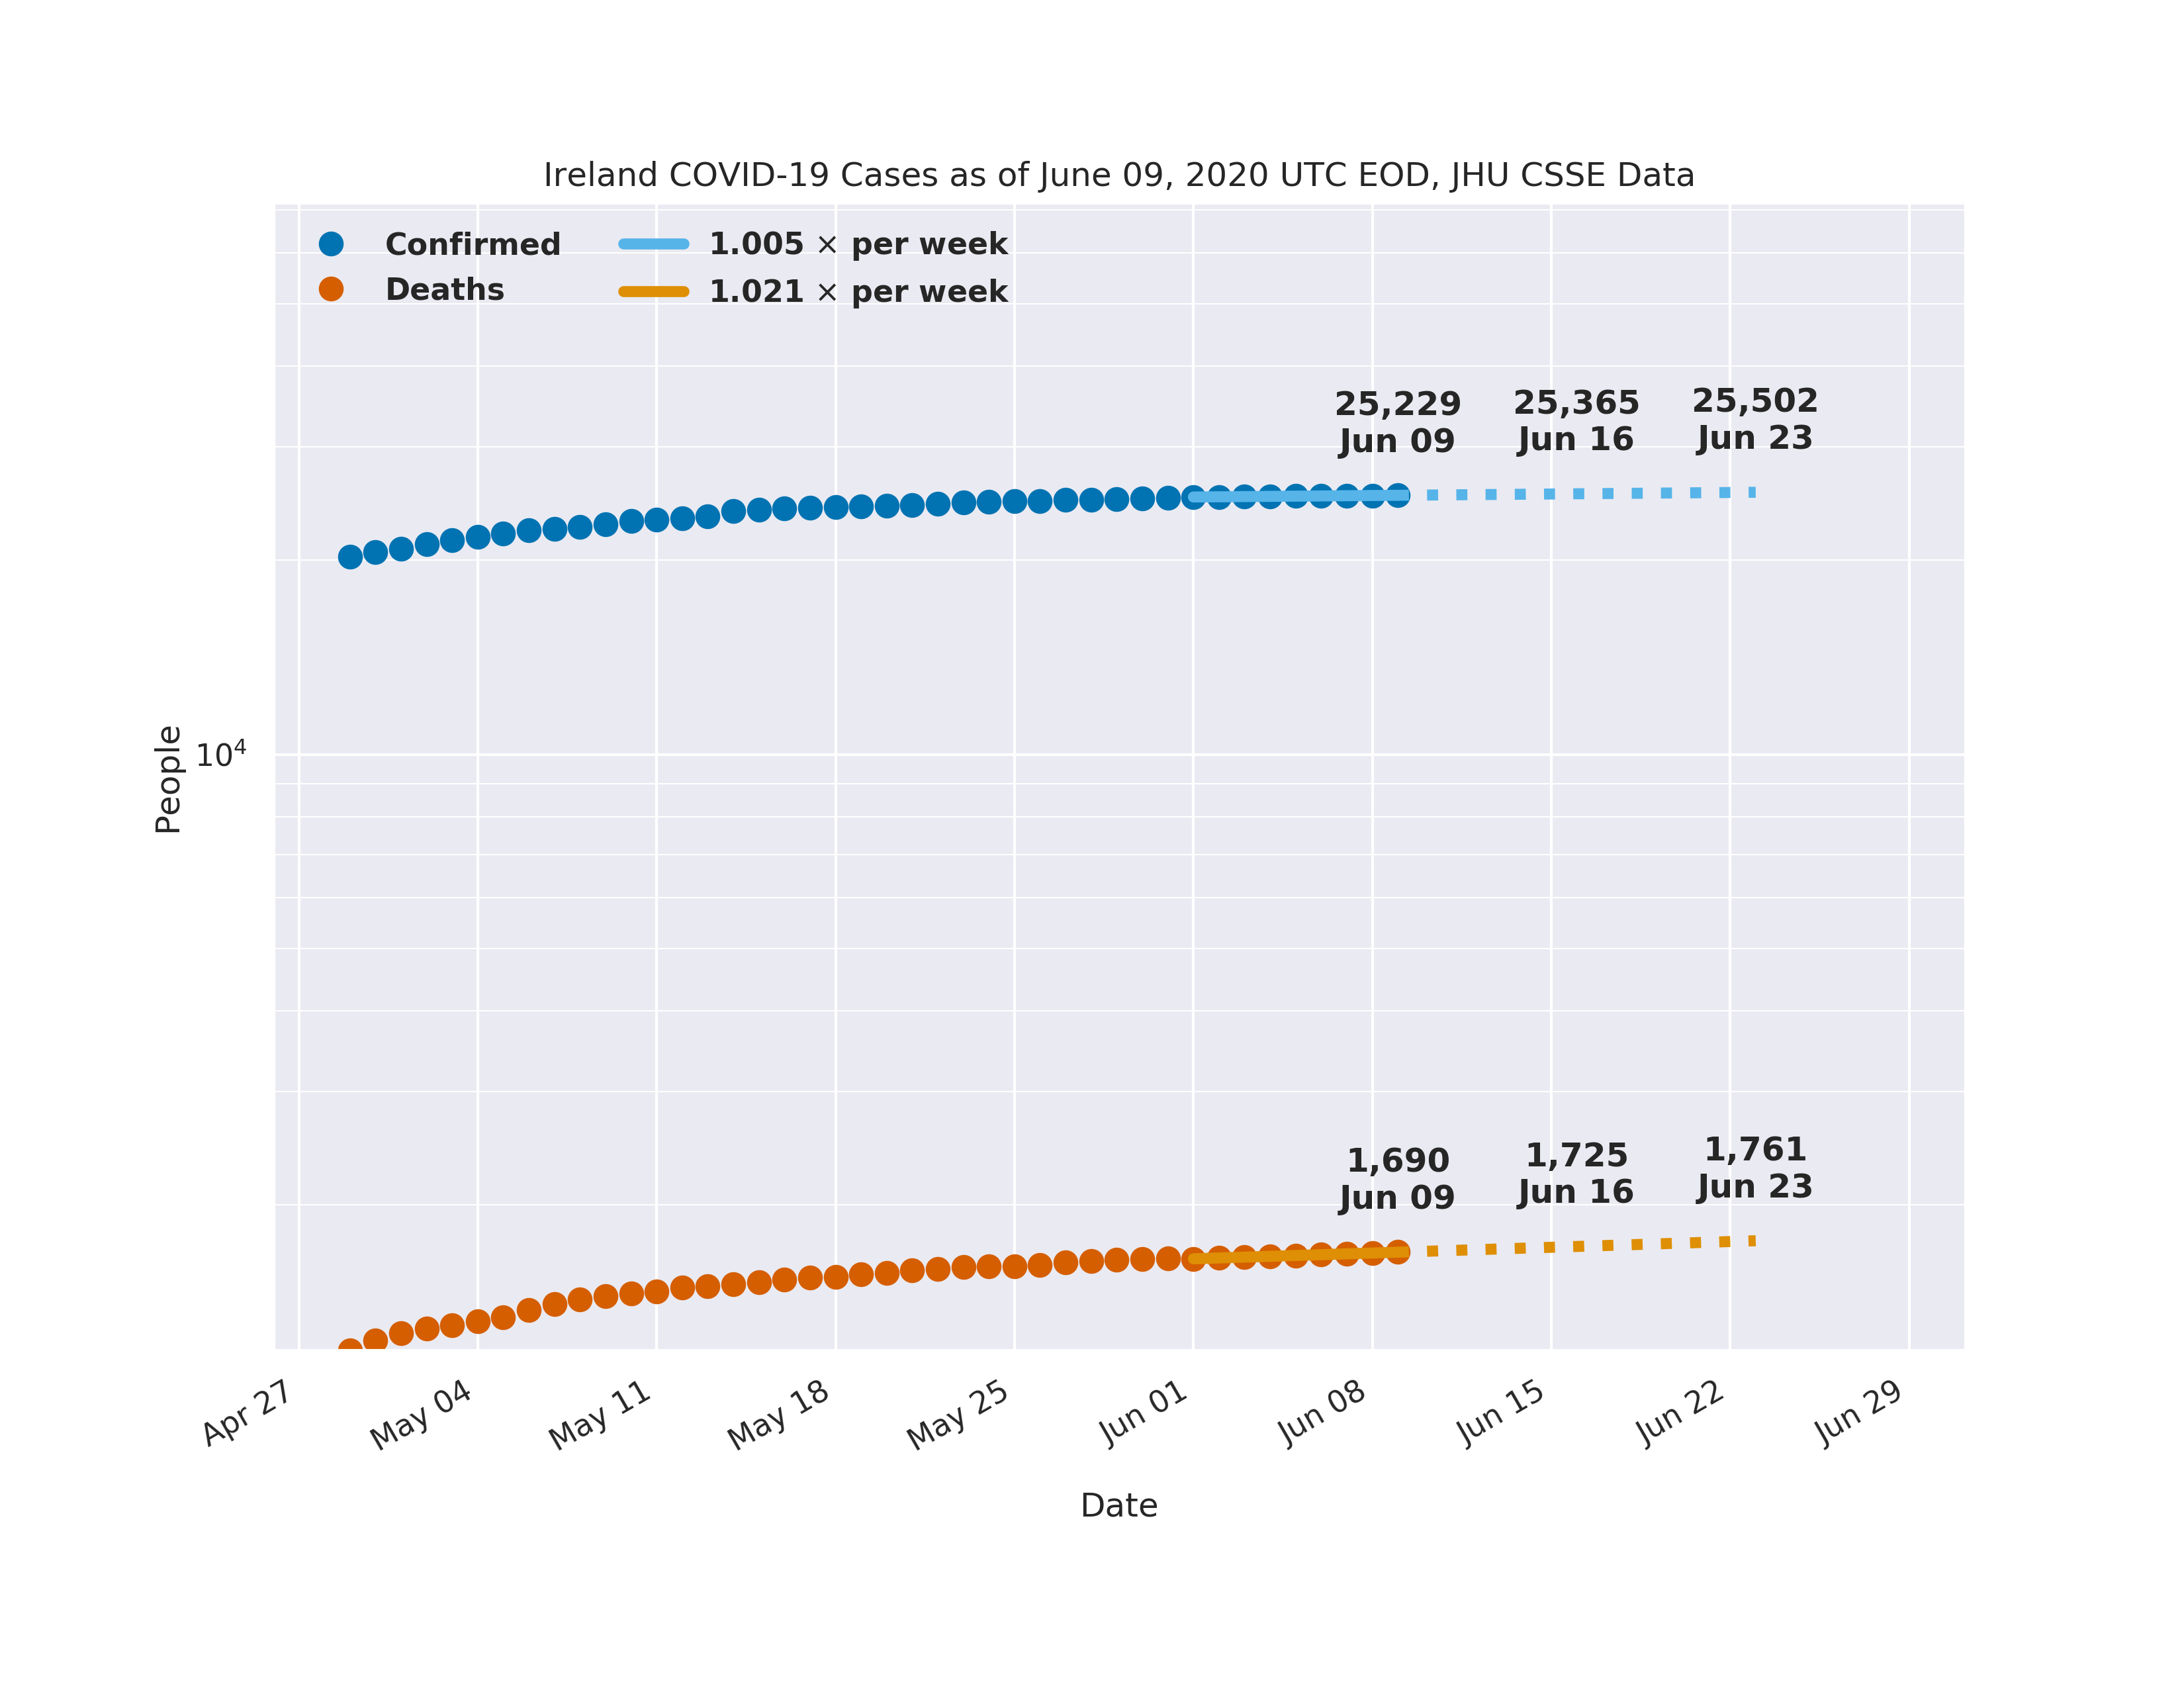 Ireland COVID-19 Cases as of June 09, 2020 UTC EOD, JHU CSSE Data
Confirmed
Deaths
1.005 × per week
1.021 × per week
25,229
Jun 09
25,365
Jun 16
25,502
Jun 23
People
10⁴
1,690
Jun 09
1,725
Jun 16
1,761
Jun 23
Apr 27
May 04
May 11
May 18
May 25
Jun 01
Jun 08
Jun 15
Jun 22
Jun 29
Date